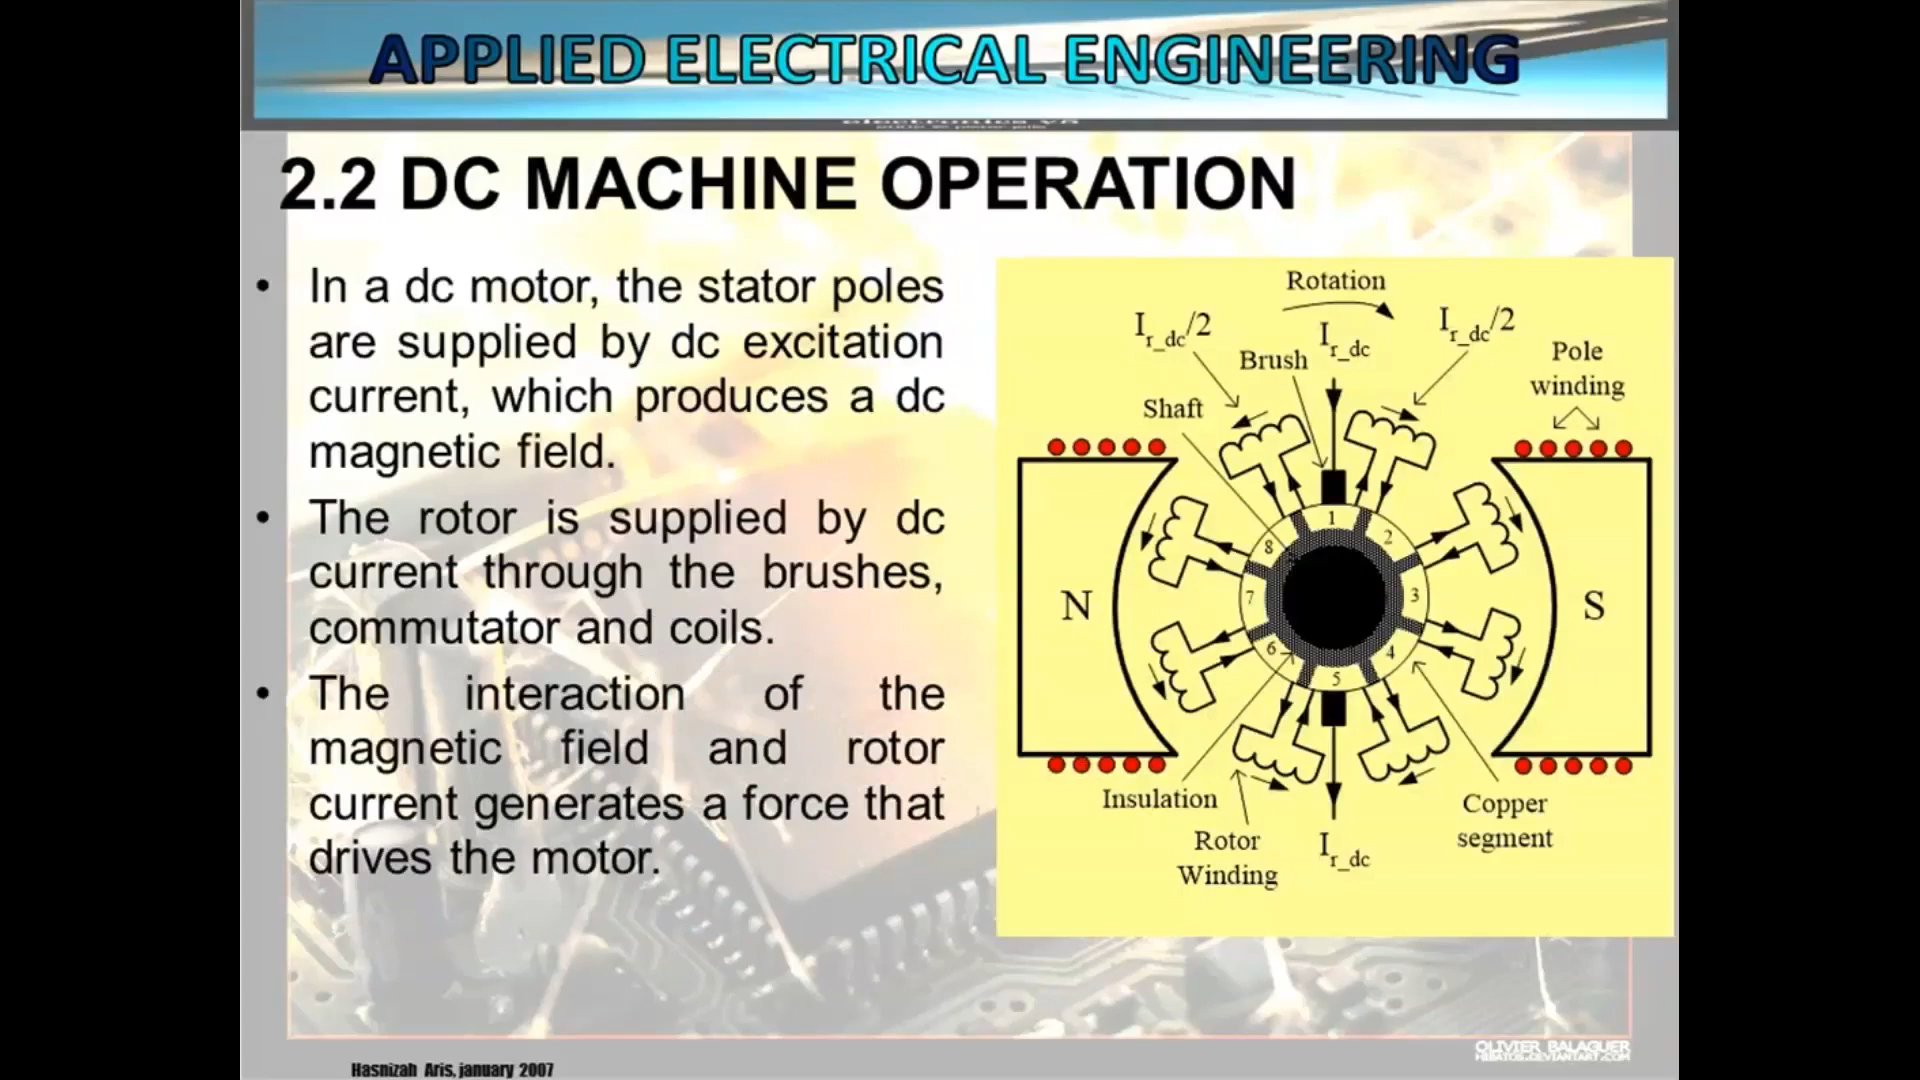 APPLIED ELECTRICAL ENGINEERING
2.2 DC MACHINE OPERATION
• In a dc motor, the stator poles
are supplied by dc excitation
current, which produces a dc
magnetic field.
• The rotor is supplied by dc
current through the brushes,
commutator and coils.
• The interaction of the
magnetic field and rotor
current generates a force that
drives the motor.
Rotation
Ir_dc/2
Ir_dc
Ir_dc/2
Brush
Pole
winding
Shaft
1
2
3
4
5
6
7
8
N
S
Insulation
Rotor
Winding
Ir_dc
Copper
segment
OLIVIER BALAGUER
Hasnizah Aris, january 2007